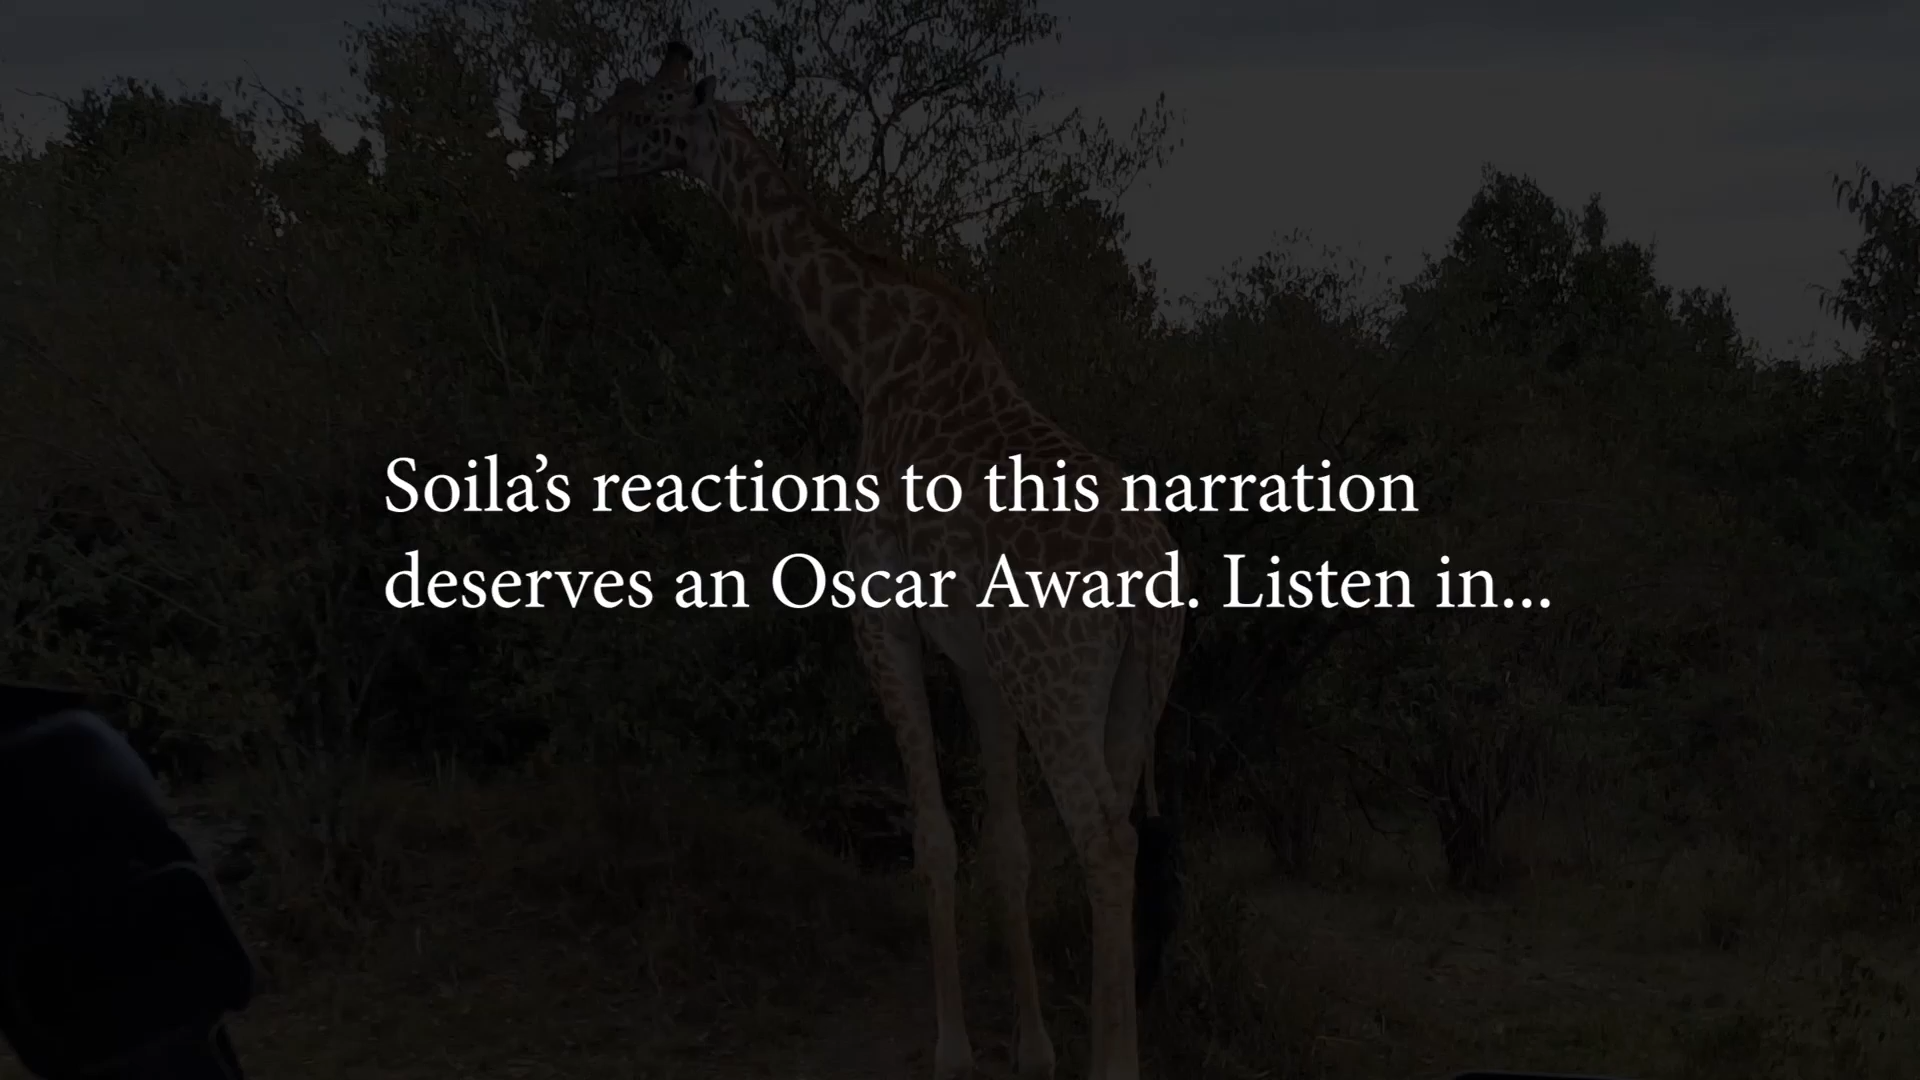 Soila’s reactions to this narration
deserves an Oscar Award. Listen in...